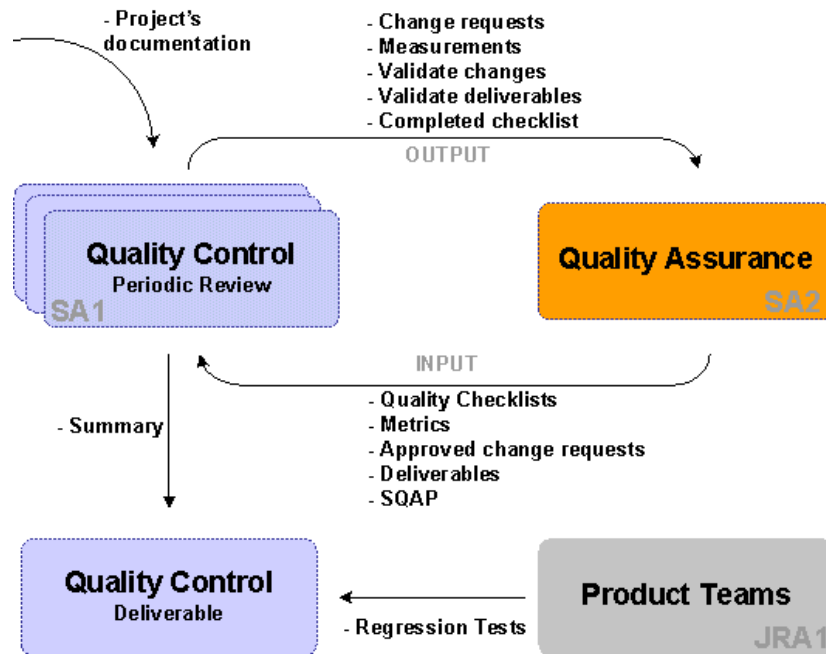 - Project's
documentation
- Change requests
- Measurements
- Validate changes
- Validate deliverables
- Completed checklist
OUTPUT
Quality Control
Periodic Review
SA1
Quality Assurance
SA2
INPUT
- Quality Checklists
- Metrics
- Approved change requests
- Deliverables
- SQAP
- Summary
Quality Control
Deliverable
- Regression Tests
Product Teams
JRA1